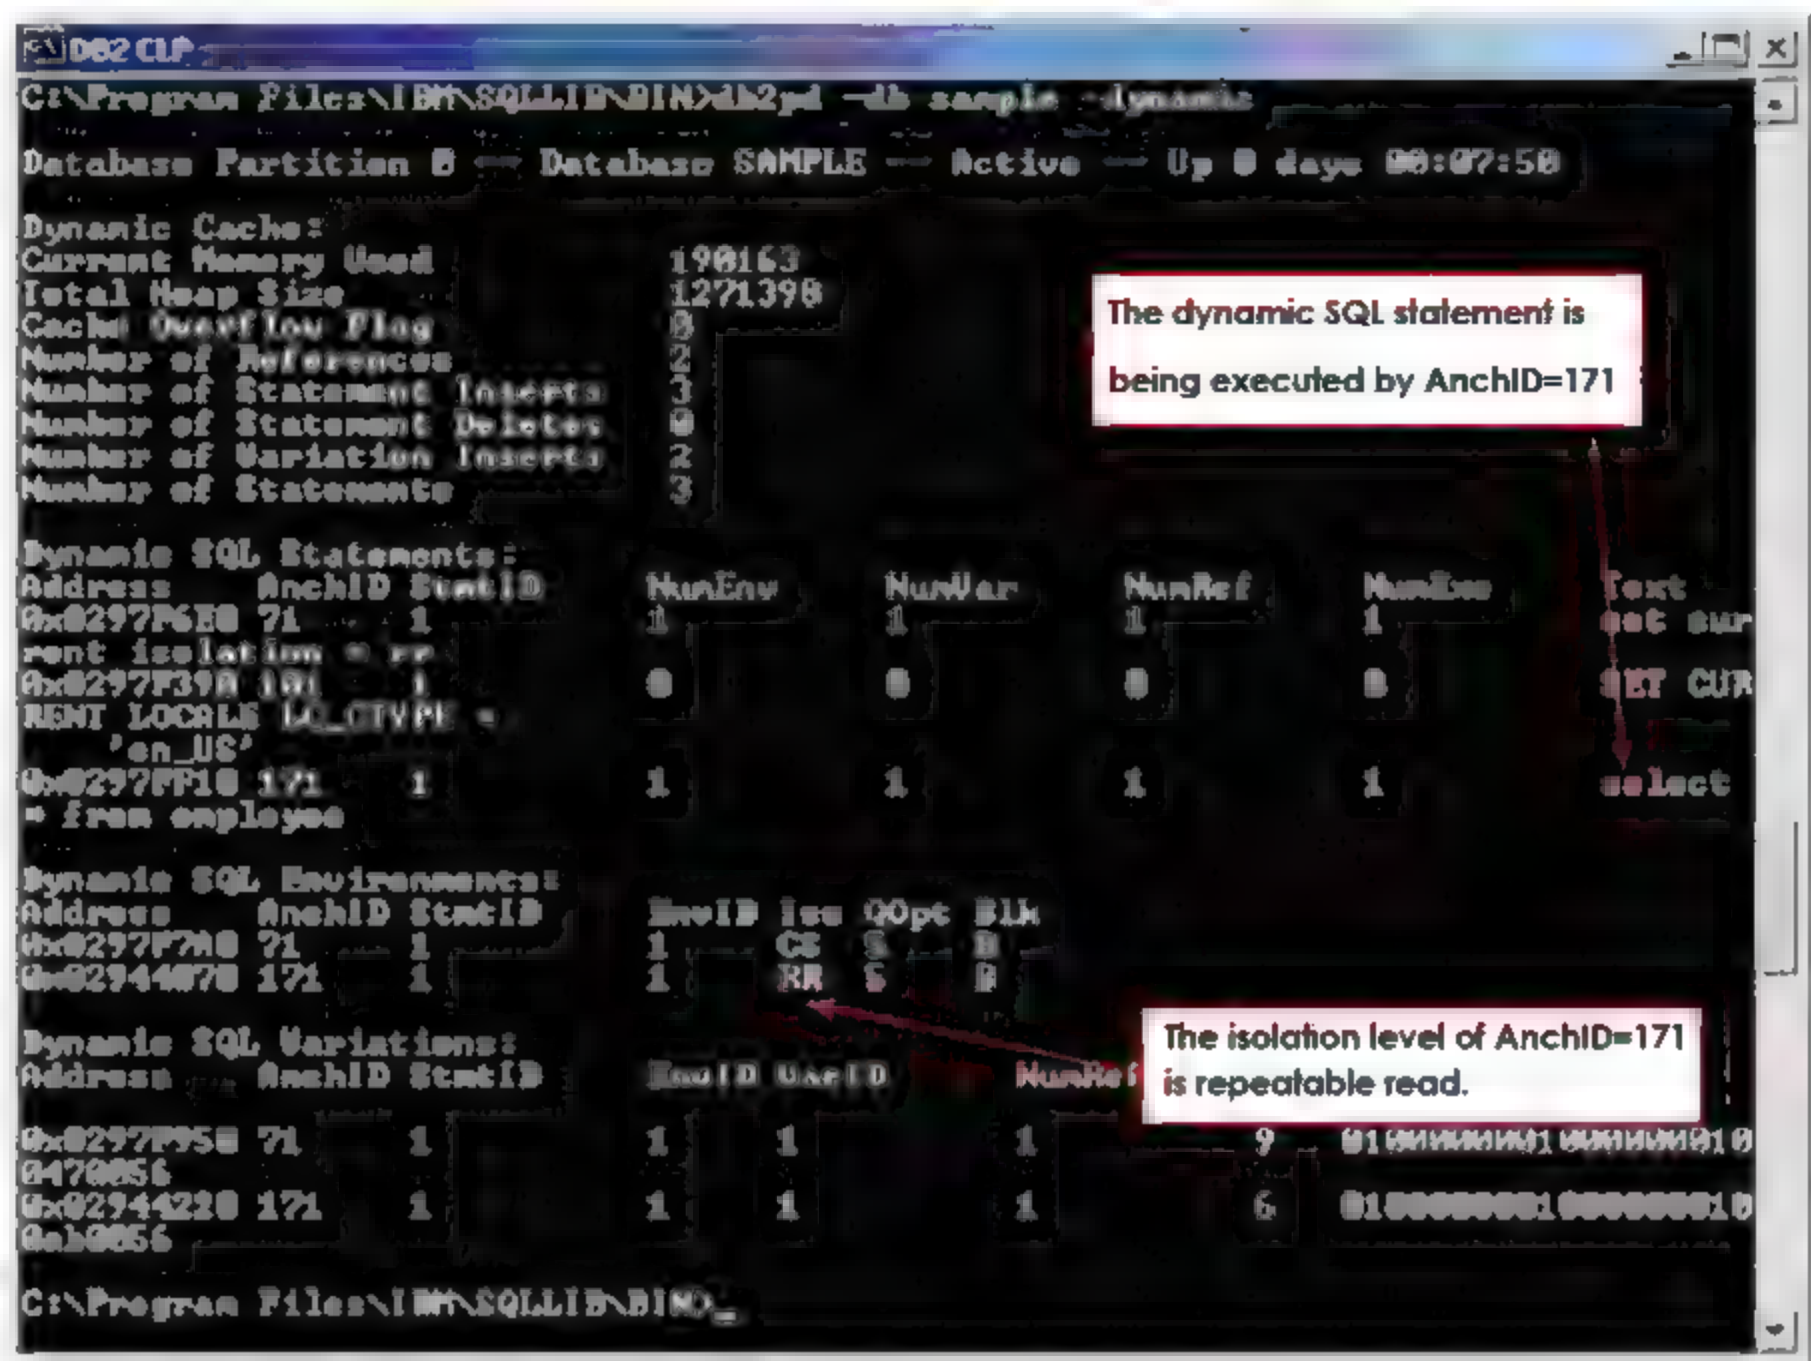 DB2 CLP
C:\Program Files\IBM\SQLLIB\BIN>db2pd -db sample -dynamic
Database Partition 0 -- Database SAMPLE -- Active -- Up 0 days 00:07:50
Dynamic Cache:
Current Memory Used 190163
Total Heap Size 1271398
Cache Overflow Flag 0
Number of References 2
Number of Statement Inserts 3
Number of Statement Deletes 0
Number of Variation Inserts 2
Number of Statements 3
The dynamic SQL statement is
being executed by AnchID=171
Dynamic SQL Statements:
Address AnchID StmtID NumEnv NumVar NumRef NumExe Text
71 1 1 1 1 1 set cur
rent isolation = rr
1 0 0 0 0 SET CUR
RENT LOCALE LC_CTYPE =
'en_US'
171 1 1 1 1 1 select
* from employee
Dynamic SQL Environments:
Address AnchID StmtID EnvID Iso QOpt Blk
71 1 1 CS 5 B
171 1 1 RR 5 B
The isolation level of AnchID=171
is repeatable read.
Dynamic SQL Variations:
Address AnchID StmtID EnvID VarID NumRef
71 1 1 1 1 9
171 1 1 1 1 6
C:\Program Files\IBM\SQLLIB\BIN>_